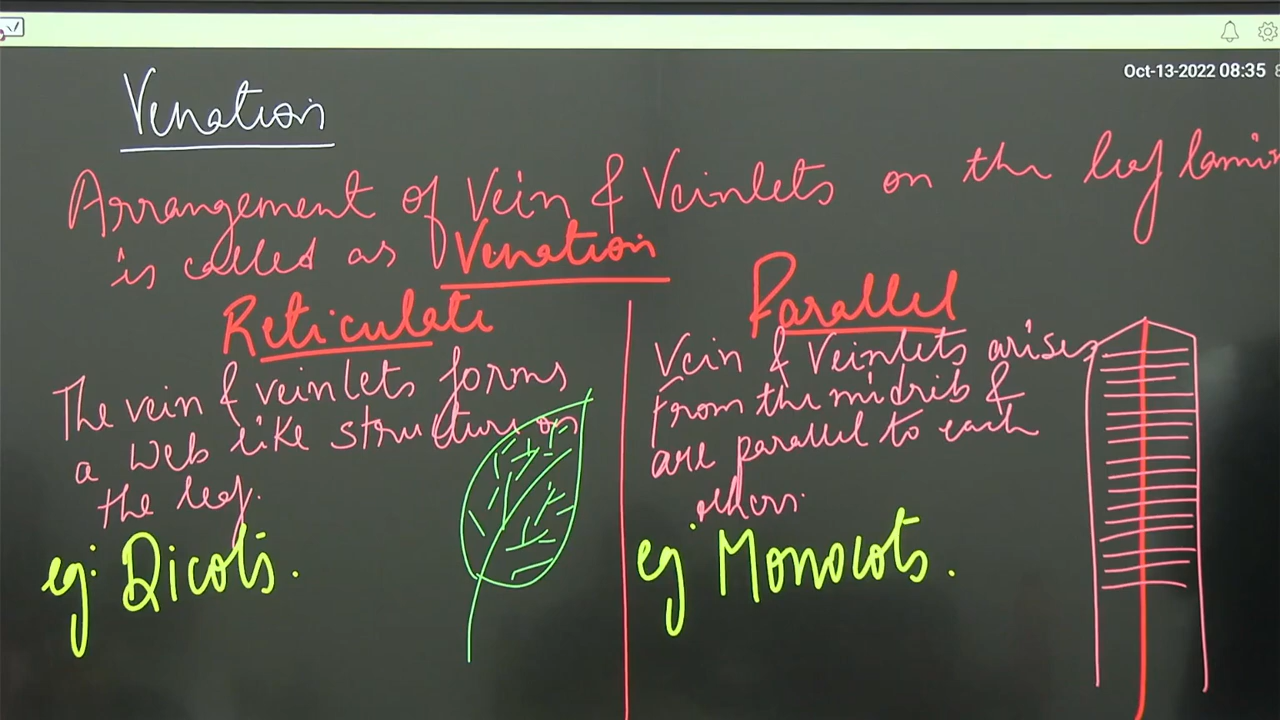 Oct-13-2022 08:35
Venation
Arrangement of Vein & Veinlets on the leaf lamin
is called as Venation
Reticulate
The vein & veinlets forms
a web like structure on
the leaf.
eg: Dicots.
Parallel
Vein & Veinlets arises
from the midrib &
are parallel to each
others.
eg: Monocots.